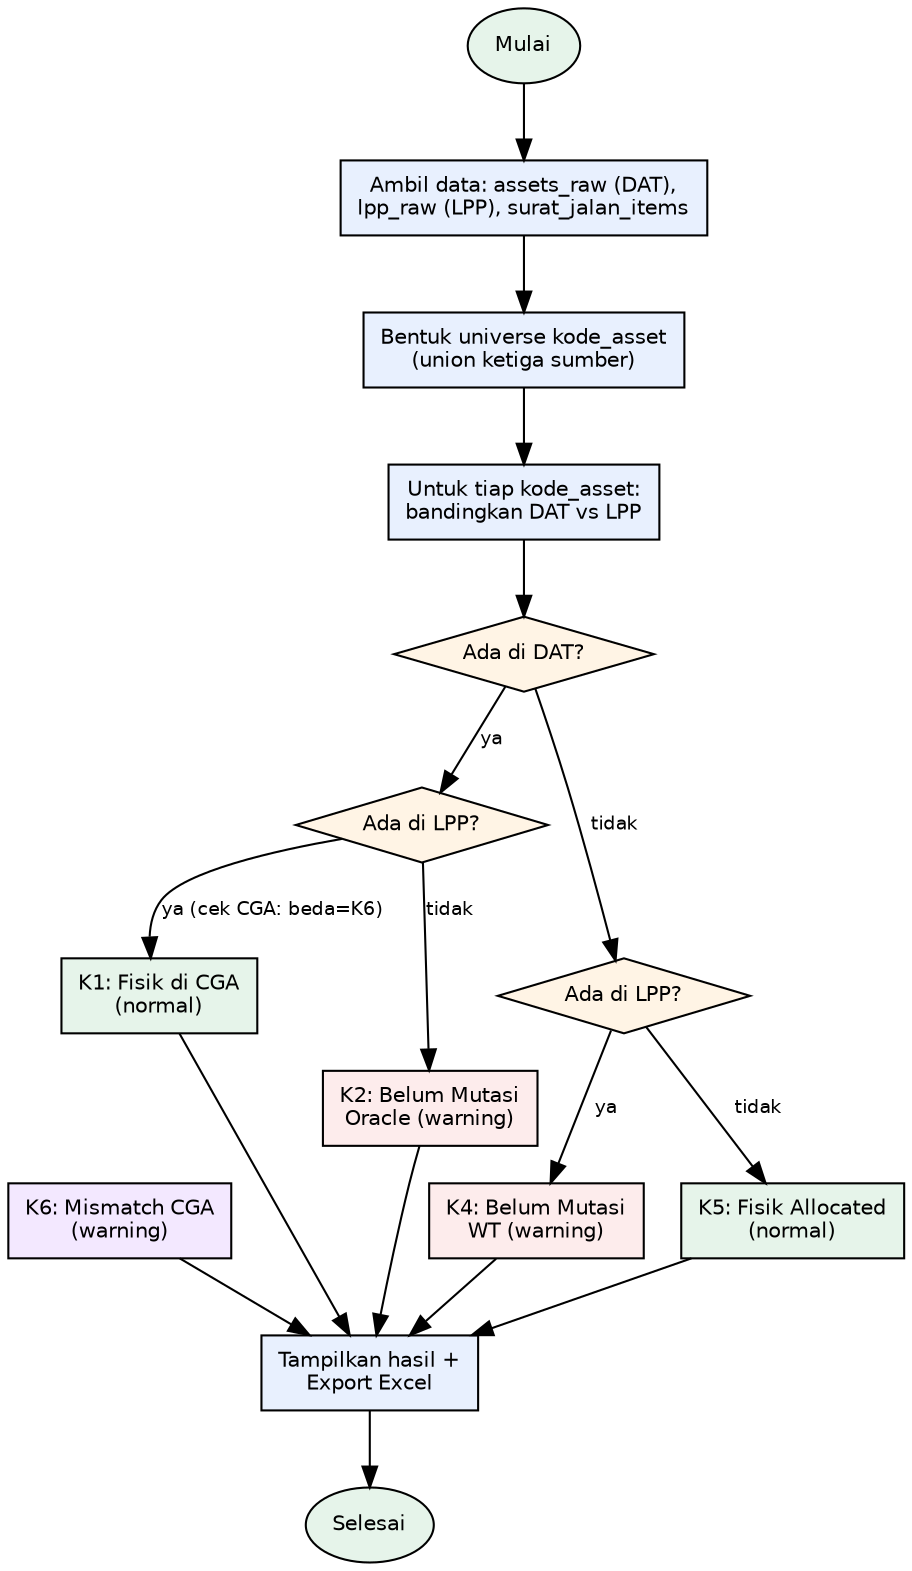 Mulai
Ambil data: assets_raw (DAT),
lpp_raw (LPP), surat_jalan_items
Bentuk universe kode_asset
(union ketiga sumber)
Untuk tiap kode_asset:
bandingkan DAT vs LPP
Ada di DAT?
ya
tidak
Ada di LPP?
ya (cek CGA: beda=K6)
tidak
K1: Fisik di CGA
(normal)
Ada di LPP?
K2: Belum Mutasi
Oracle (warning)
ya
tidak
K6: Mismatch CGA
(warning)
K4: Belum Mutasi
WT (warning)
K5: Fisik Allocated
(normal)
Tampilkan hasil +
Export Excel
Selesai